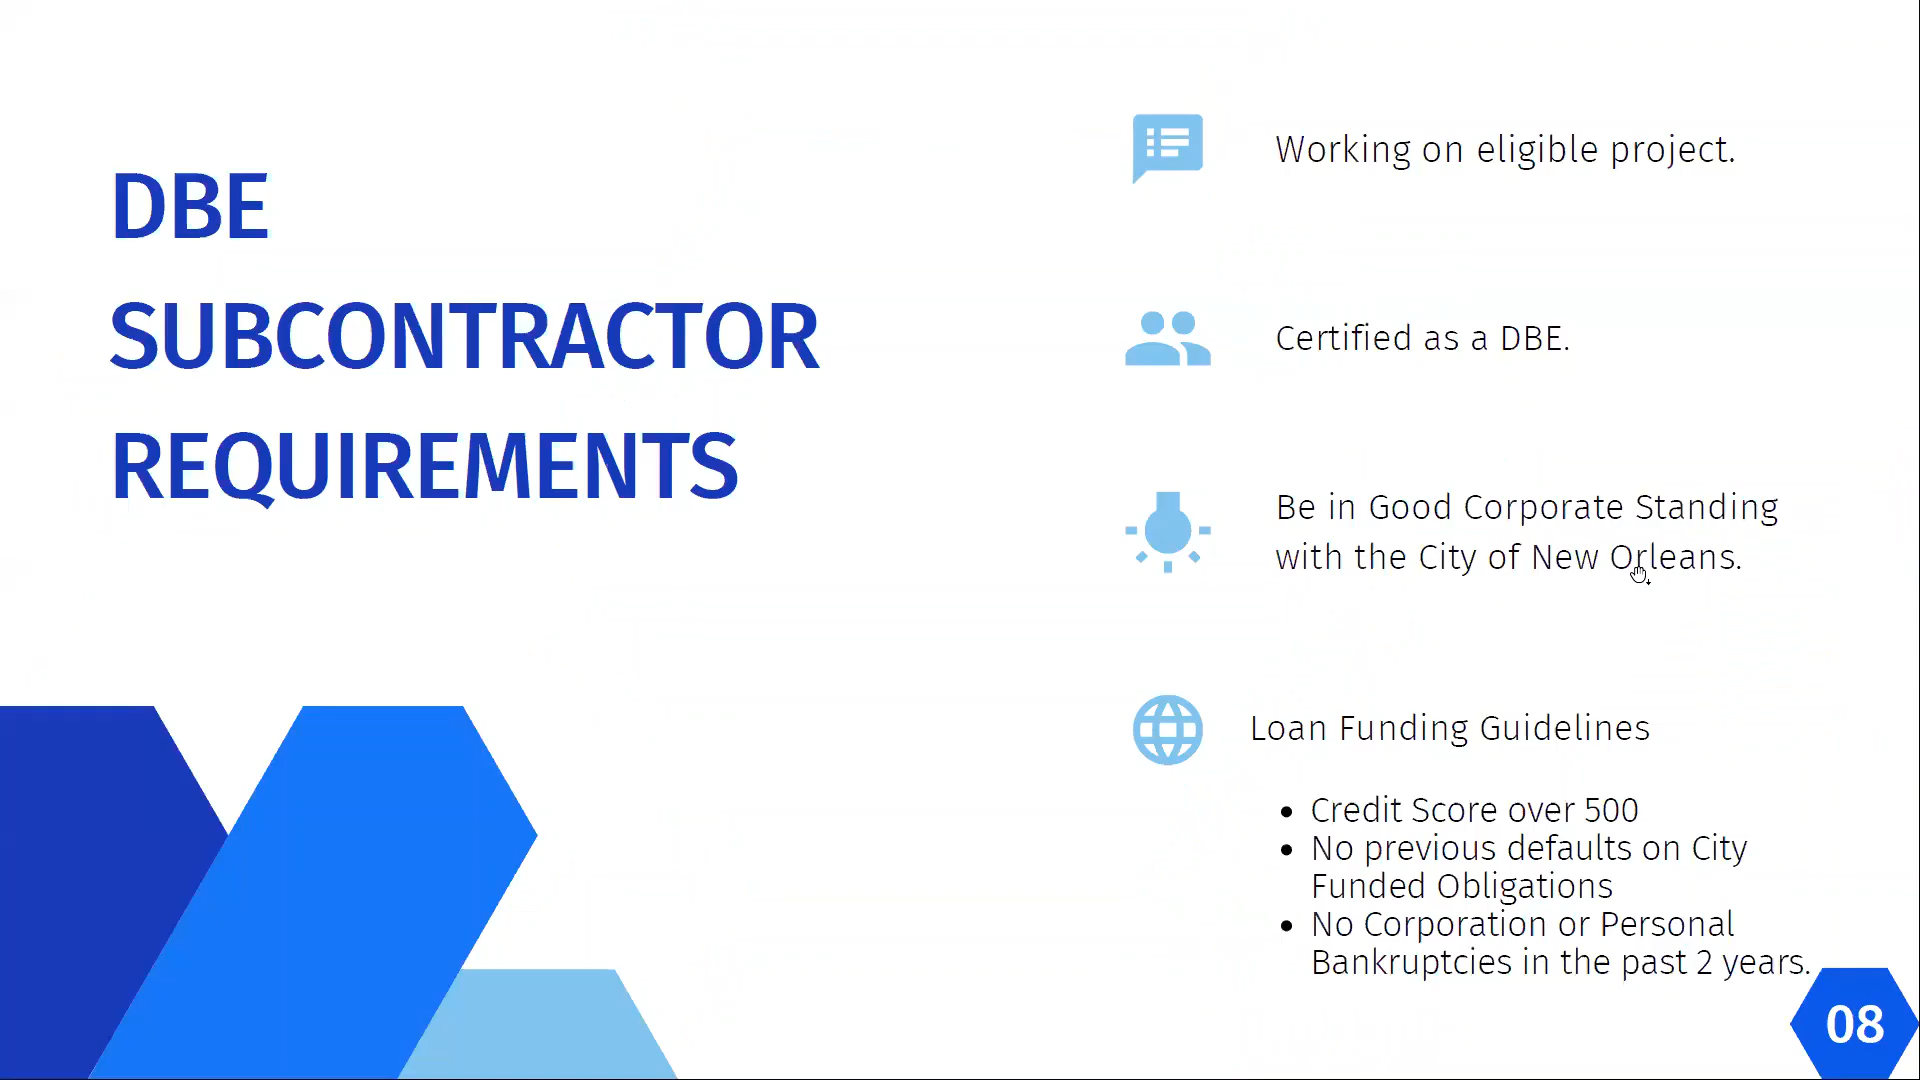 DBE
SUBCONTRACTOR
REQUIREMENTS
Working on eligible project.
Certified as a DBE.
Be in Good Corporate Standing
with the City of New Orleans.
Loan Funding Guidelines
• Credit Score over 500
• No previous defaults on City
Funded Obligations
• No Corporation or Personal
Bankruptcies in the past 2 years.
08